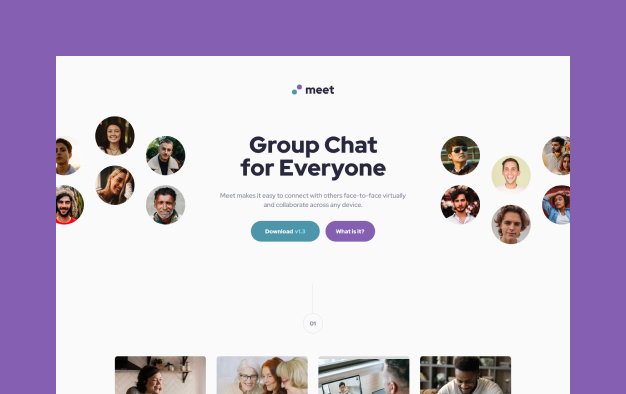 meet
Group Chat
for Everyone
Meet makes it easy to connect with others face-to-face virtually
and collaborate across any device.
Download v1.3
What is it?
01